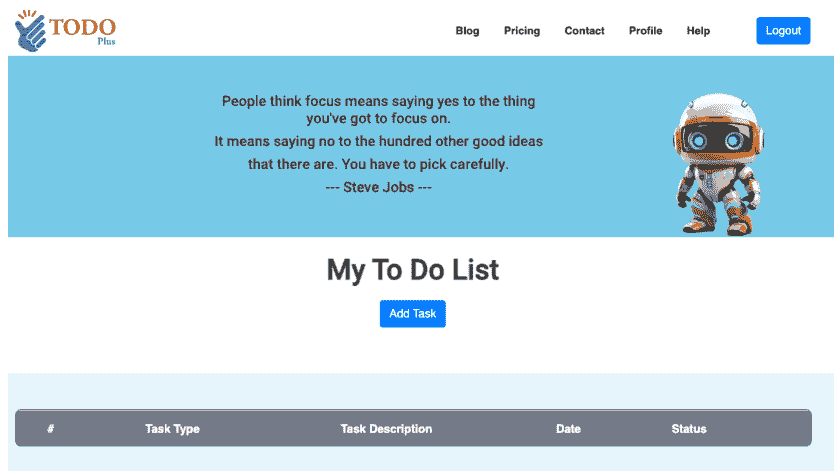 TODO
Plus
Blog Pricing Contact Profile Help Logout
People think focus means saying yes to the thing
you've got to focus on.
It means saying no to the hundred other good ideas
that there are. You have to pick carefully.
--- Steve Jobs ---
My To Do List
Add Task
# Task Type Task Description Date Status